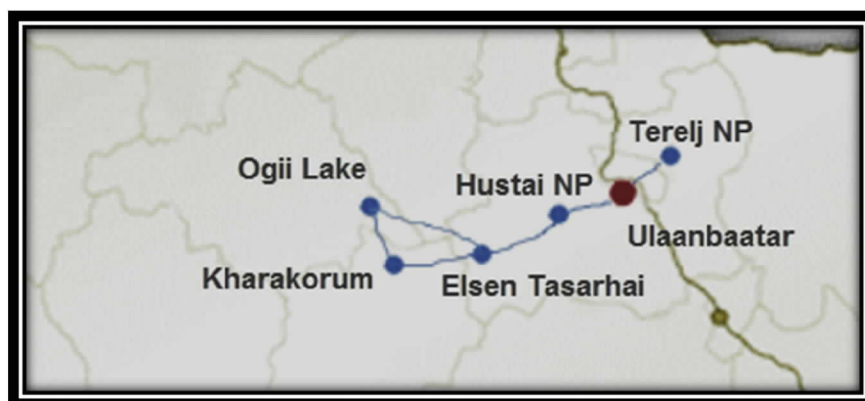 Terelj NP
Ogii Lake
Hustai NP
Ulaanbaatar
Kharakorum
Elsen Tasarhai